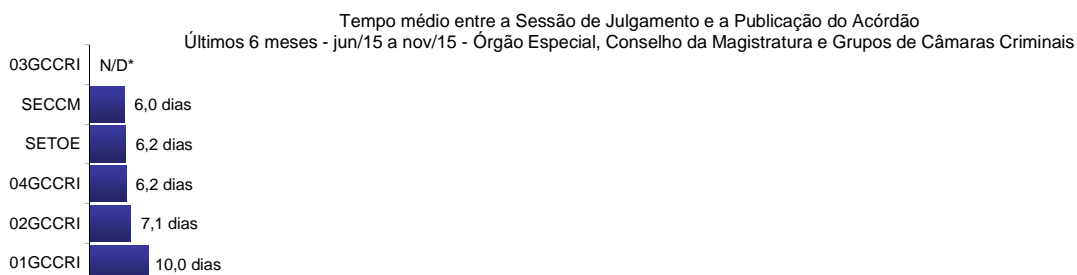 Tempo médio entre a Sessão de Julgamento e a Publicação do Acórdão
Últimos 6 meses - jun/15 a nov/15 - Órgão Especial, Conselho da Magistratura e Grupos de Câmaras Criminais
03GCCRI N/D*
SECCM 6,0 dias
SETOE 6,2 dias
04GCCRI 6,2 dias
02GCCRI 7,1 dias
01GCCRI 10,0 dias